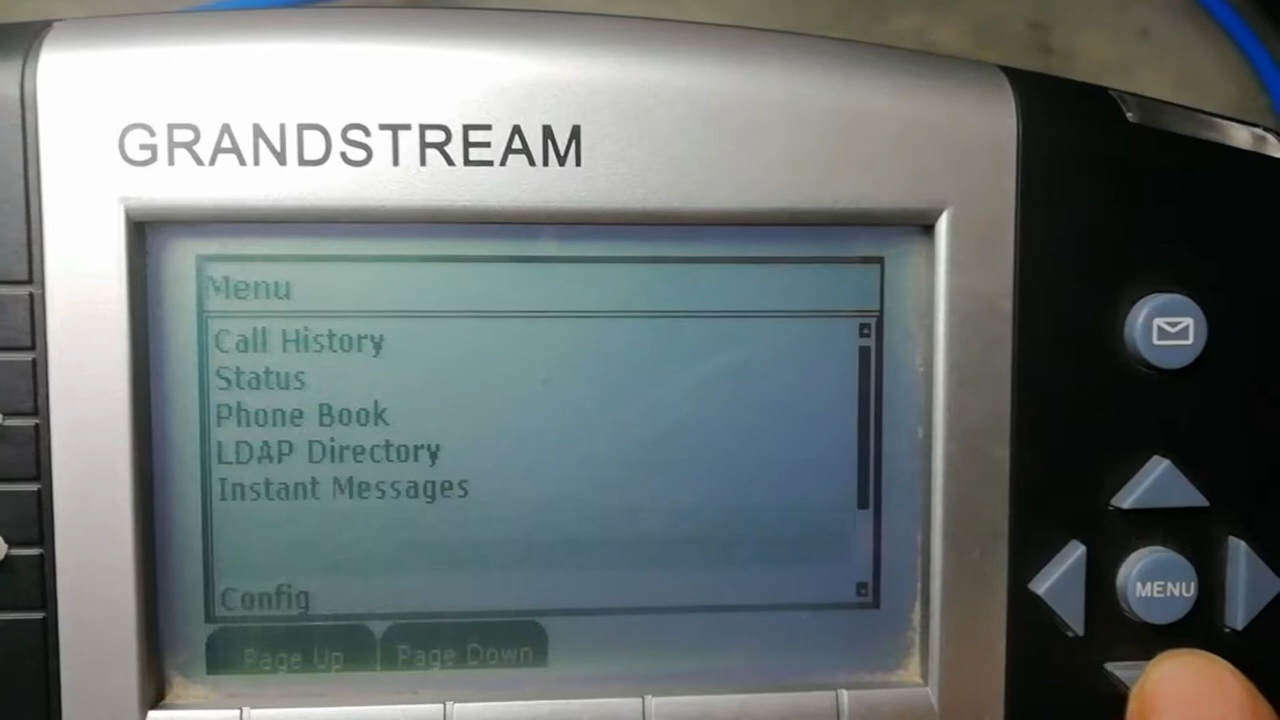 GRANDSTREAM
Menu
Call History
Status
Phone Book
LDAP Directory
Instant Messages
Config
Page Up Page Down
MENU